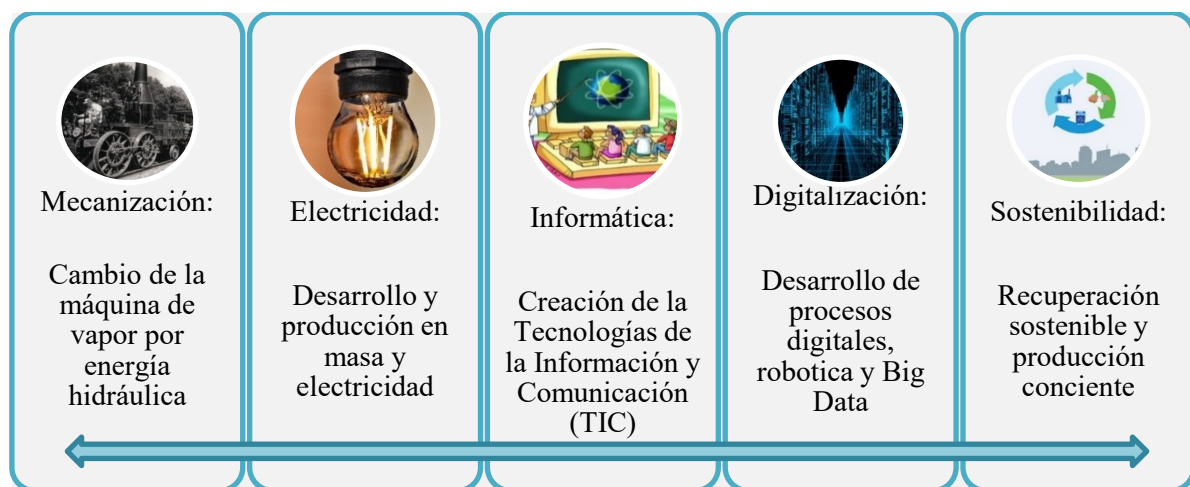 Mecanización:
Cambio de la
máquina de
vapor por
energía
hidráulica
Electricidad:
Desarrollo y
producción en
masa y
electricidad
Informática:
Creación de la
Tecnologías de
la Información y
Comunicación
(TIC)
Digitalización:
Desarrollo de
procesos
digitales,
robotica y Big
Data
Sostenibilidad:
Recuperación
sostenible y
producción
conciente